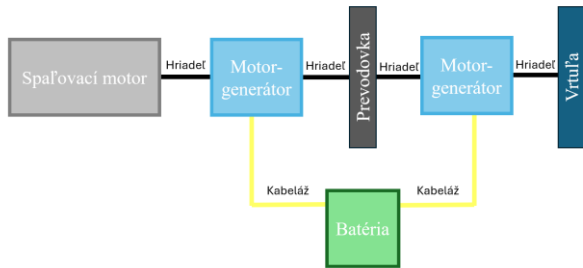 Spaľovací motor
Hriadeľ
Motor-
generátor
Hriadeľ
Prevodovka
Hriadeľ
Motor-
generátor
Hriadeľ
Vrtuľa
Kabeláž
Batéria
Kabeláž